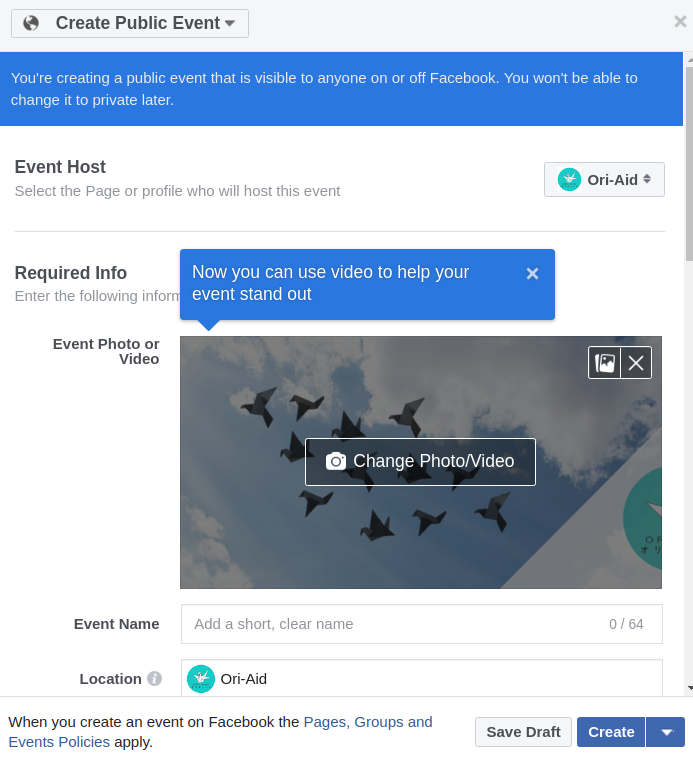 Create Public Event
You're creating a public event that is visible to anyone on or off Facebook. You won't be able to
change it to private later.
Event Host
Select the Page or profile who will host this event
Ori-Aid
Required Info
Enter the following inform
Now you can use video to help your
event stand out
Event Photo or
Video
Change Photo/Video
Event Name
Add a short, clear name
0 / 64
Location
Ori-Aid
When you create an event on Facebook the Pages, Groups and
Events Policies apply.
Save Draft
Create